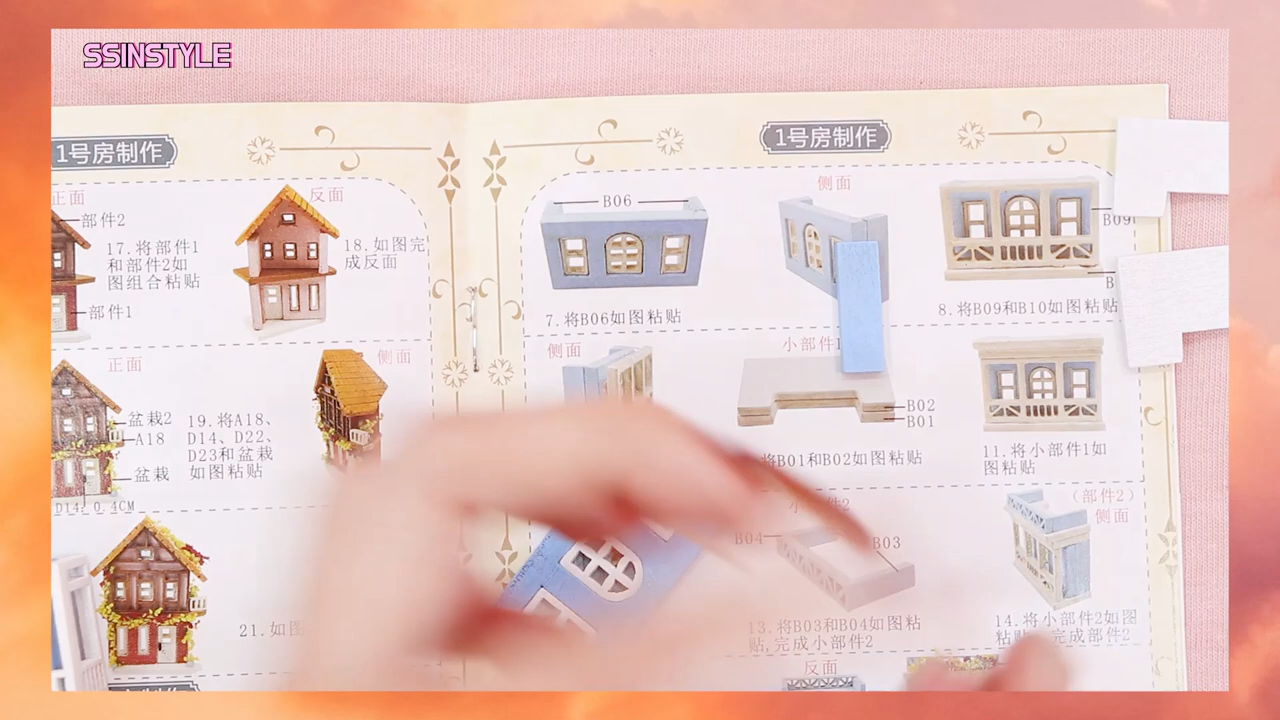 SSINSTYLE
1号房制作
正面
部件2
17.将部件1
和部件2如
图组合粘贴
部件1
反面
18.如图完
成反面
正面
盆栽2
A18
盆栽
D14: 0.4CM
19.将A18、
D14、D22、
D23和盆栽
如图粘贴
侧面
21.如图
1号房制作
B06
7.将B06如图粘贴
侧面
B09
8.将B09和B10如图粘贴
侧面
小部件1
B02
B01
将B01和B02如图粘贴
11.将小部件1如
图粘贴
小部件2
B04
B03
13.将B03和B04如图粘
贴,完成小部件2
(部件2)
侧面
14.将小部件2如图
粘贴,完成部件2
反面